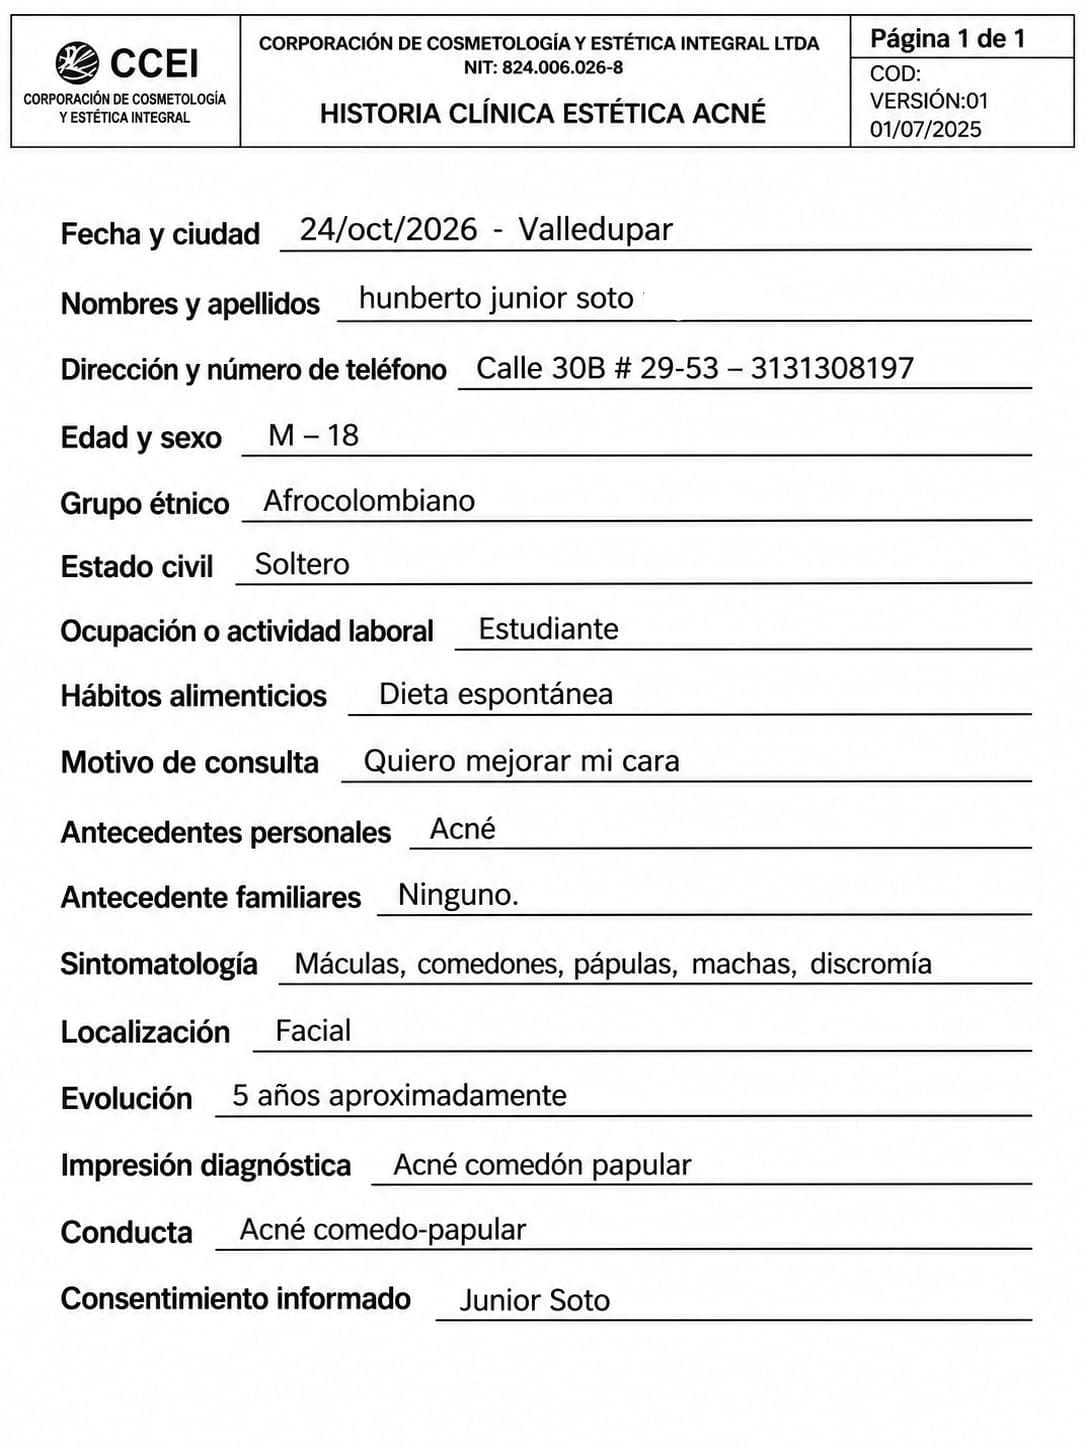 CCEI
CORPORACIÓN DE COSMETOLOGÍA
Y ESTÉTICA INTEGRAL
CORPORACIÓN DE COSMETOLOGÍA Y ESTÉTICA INTEGRAL LTDA
NIT: 824.006.026-8
HISTORIA CLÍNICA ESTÉTICA ACNÉ
Página 1 de 1
COD:
VERSIÓN:01
01/07/2025
Fecha y ciudad 24/oct/2026 - Valledupar
Nombres y apellidos hunberto junior soto
Dirección y número de teléfono Calle 30B # 29-53 – 3131308197
Edad y sexo M – 18
Grupo étnico Afrocolombiano
Estado civil Soltero
Ocupación o actividad laboral Estudiante
Hábitos alimenticios Dieta espontánea
Motivo de consulta Quiero mejorar mi cara
Antecedentes personales Acné
Antecedente familiares Ninguno.
Sintomatología Máculas, comedones, pápulas, machas, discromía
Localización Facial
Evolución 5 años aproximadamente
Impresión diagnóstica Acné comedón papular
Conducta Acné comedo-papular
Consentimiento informado Junior Soto